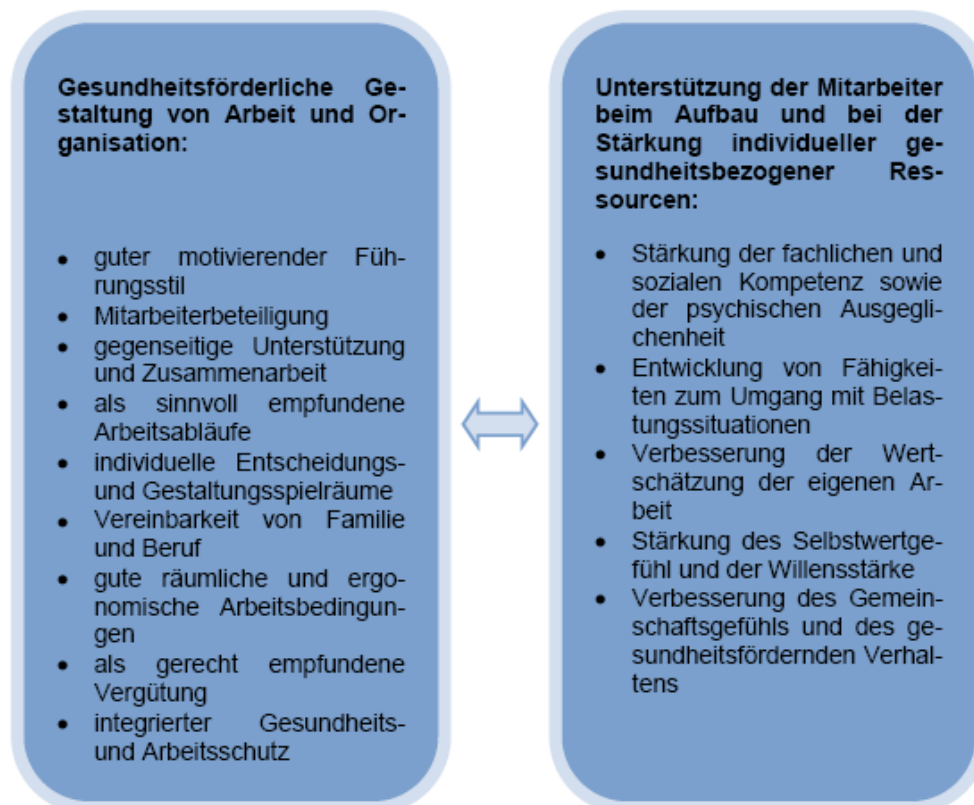 Gesundheitsförderliche Ge-
staltung von Arbeit und Or-
ganisation:
• guter motivierender Füh-
rungsstil
• Mitarbeiterbeteiligung
• gegenseitige Unterstützung
und Zusammenarbeit
• als sinnvoll empfundene
Arbeitsabläufe
• individuelle Entscheidungs-
und Gestaltungsspielräume
• Vereinbarkeit von Familie
und Beruf
• gute räumliche und ergo-
nomische Arbeitsbedingun-
gen
• als gerecht empfundene
Vergütung
• integrierter Gesundheits-
und Arbeitsschutz
Unterstützung der Mitarbeiter
beim Aufbau und bei der
Stärkung individueller ge-
sundheitsbezogener Res-
sourcen:
• Stärkung der fachlichen und
sozialen Kompetenz sowie
der psychischen Ausgegli-
chenheit
• Entwicklung von Fähigkei-
ten zum Umgang mit Belas-
tungssituationen
• Verbesserung der Wert-
schätzung der eigenen Ar-
beit
• Stärkung des Selbstwertge-
fühl und der Willensstärke
• Verbesserung des Gemein-
schaftsgefühls und des ge-
sundheitsfördernden Verhal-
tens